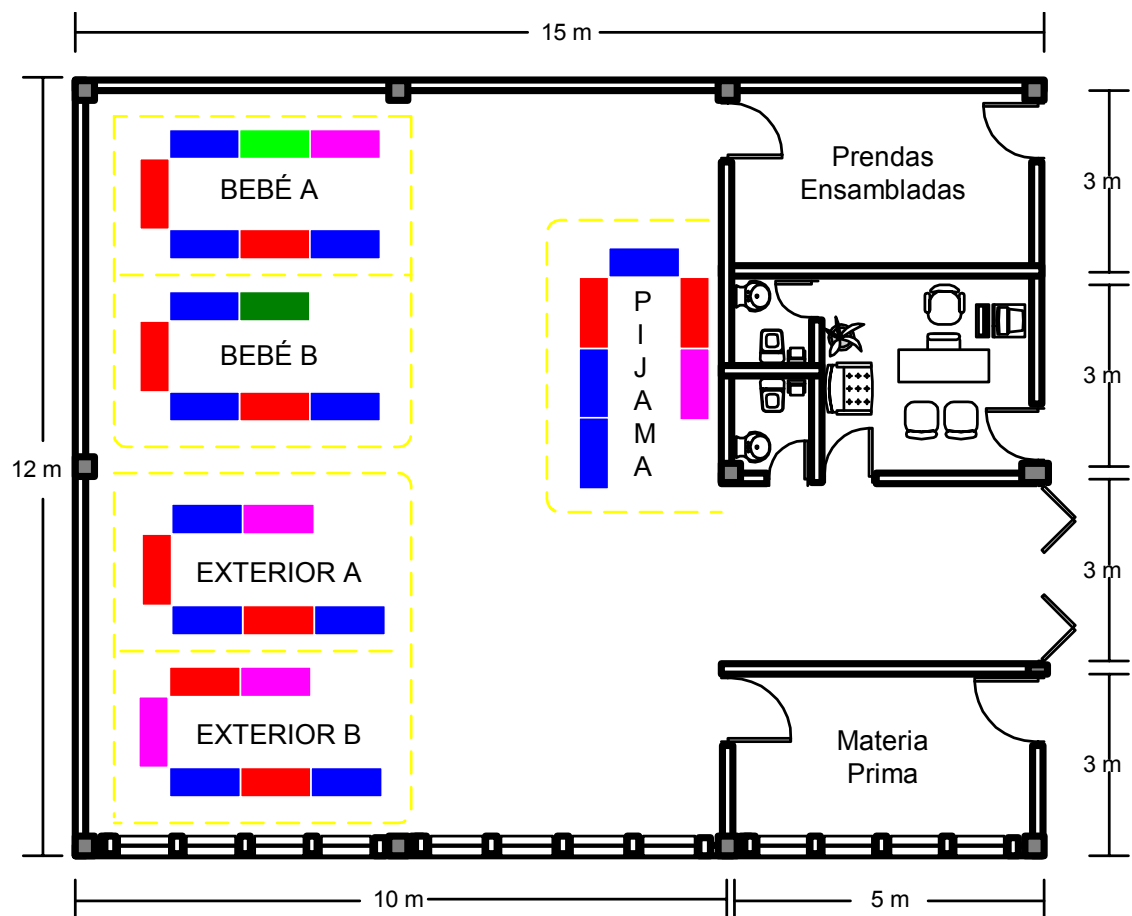 15 m
Prendas
Ensambladas
3 m
BEBÉ A
BEBÉ B
P
I
J
A
M
A
3 m
12 m
EXTERIOR A
3 m
EXTERIOR B
Materia
Prima
3 m
10 m
5 m